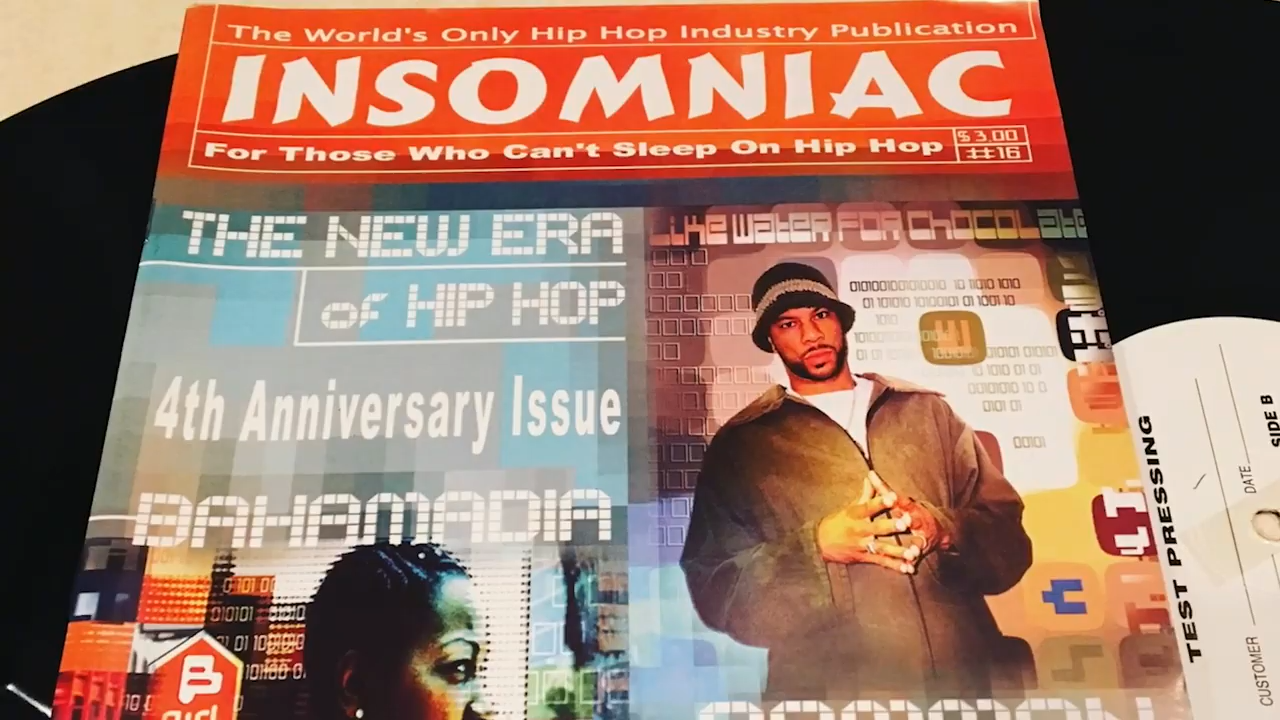 The World's Only Hip Hop Industry Publication
INSOMNIAC
For Those Who Can't Sleep On Hip Hop
$3.00
#16
THE NEW ERA
of HIP HOP
4th Anniversary Issue
BAHAMADIA
B
girl
Like Water FOR CHOCOLate
COMMON
TEST PRESSING
SIDE B
DATE
CUSTOMER